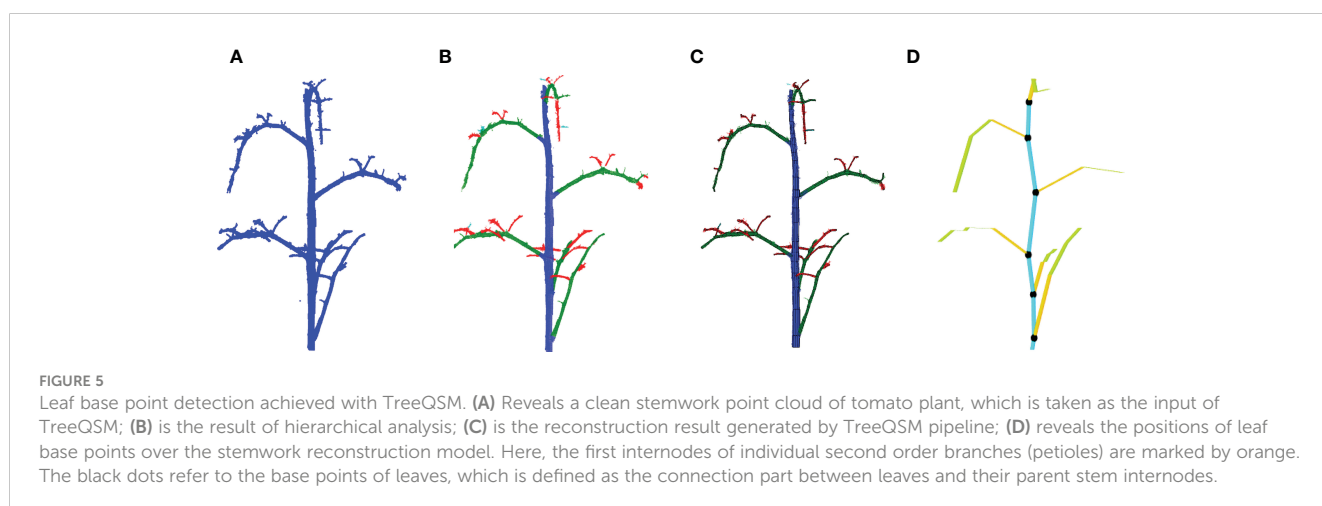 A
B
C
D
FIGURE 5
Leaf base point detection achieved with TreeQSM. (A) Reveals a clean stemwork point cloud of tomato plant, which is taken as the input of
TreeQSM; (B) is the result of hierarchical analysis; (C) is the reconstruction result generated by TreeQSM pipeline; (D) reveals the positions of leaf
base points over the stemwork reconstruction model. Here, the first internodes of individual second order branches (petioles) are marked by orange.
The black dots refer to the base points of leaves, which is defined as the connection part between leaves and their parent stem internodes.